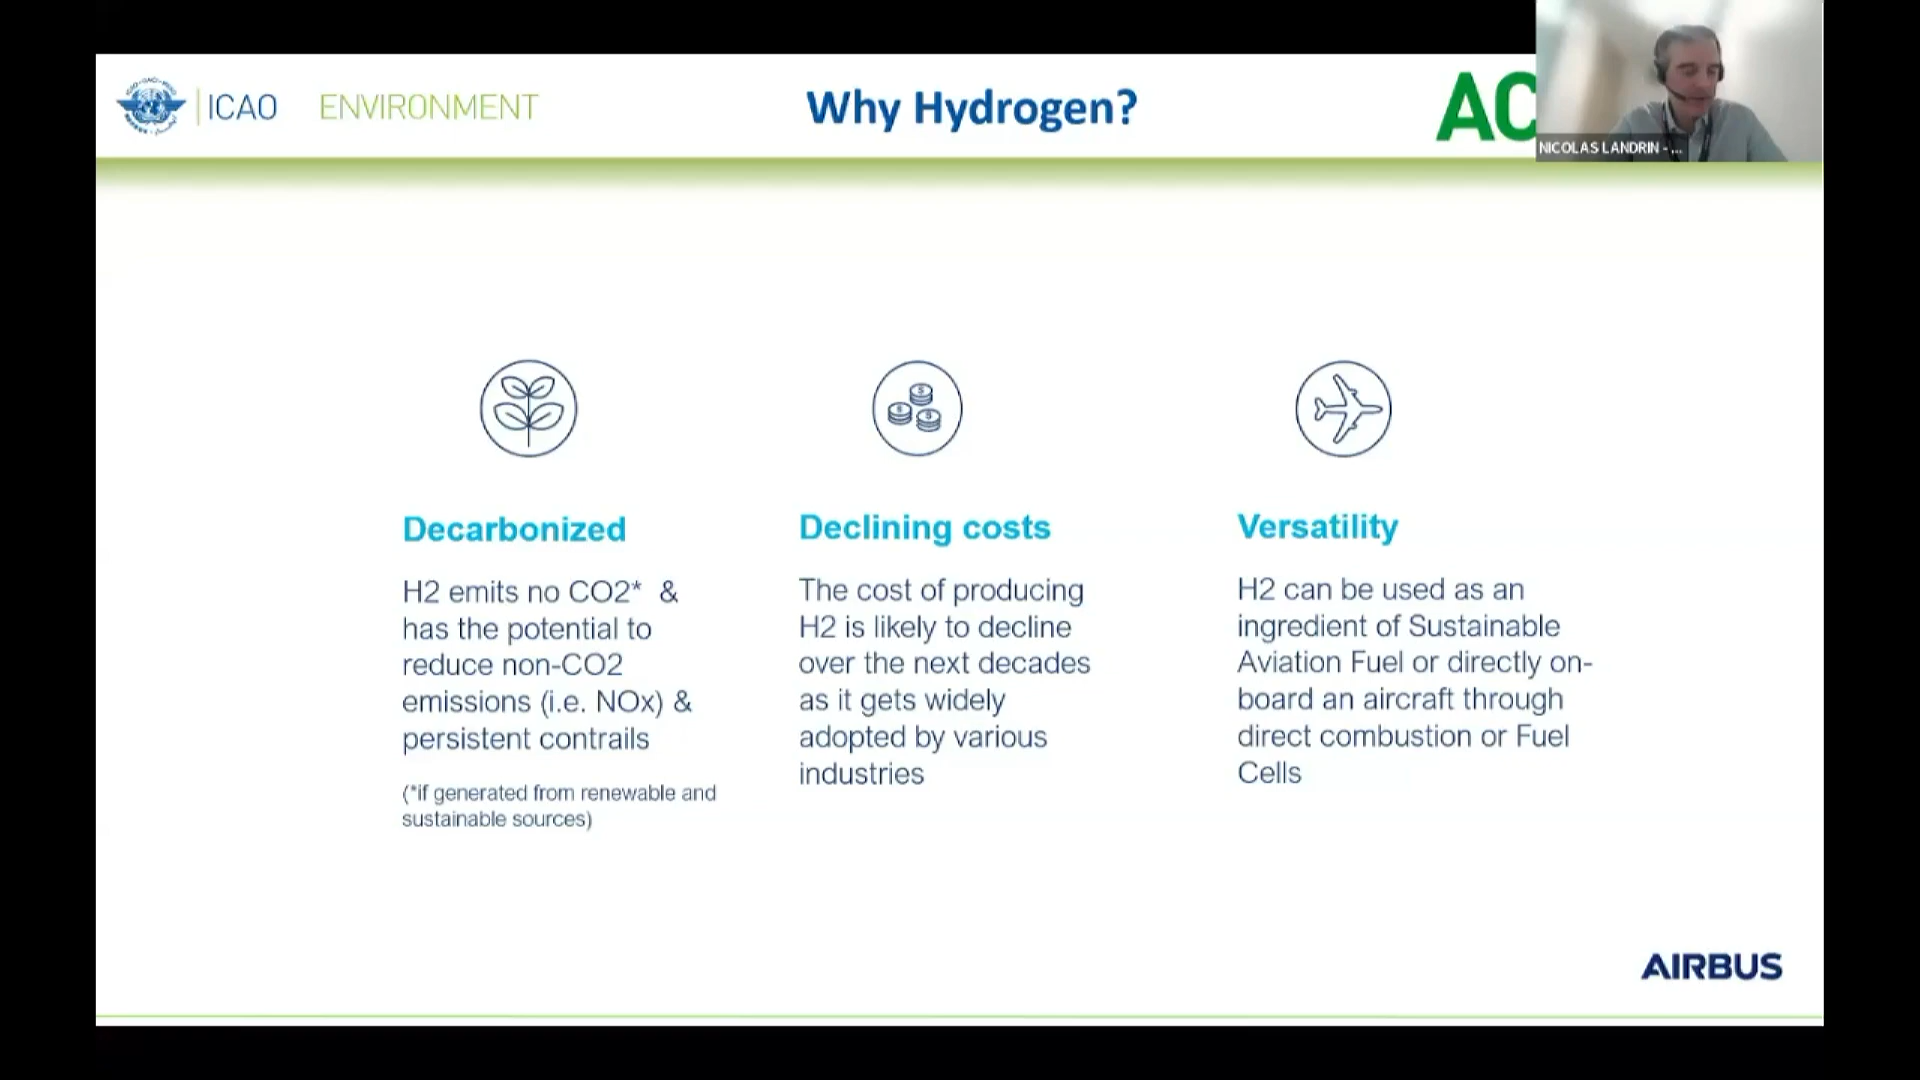 ICAO ENVIRONMENT
Why Hydrogen?
AC
NICOLAS LANDRIN - ...
Decarbonized
H2 emits no CO2* &
has the potential to
reduce non-CO2
emissions (i.e. NOx) &
persistent contrails
(*if generated from renewable and
sustainable sources)
Declining costs
The cost of producing
H2 is likely to decline
over the next decades
as it gets widely
adopted by various
industries
Versatility
H2 can be used as an
ingredient of Sustainable
Aviation Fuel or directly on-
board an aircraft through
direct combustion or Fuel
Cells
AIRBUS